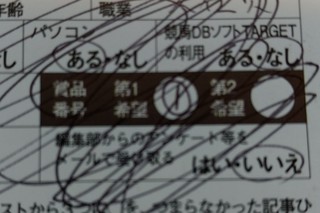 年齢 職業
パソコン 競馬DBソフトTARGET
ある・なし の利用 ある・なし
賞品 第1 第2
番号 希望 ① 希望
編集部からのアンケート等を
メールで受け取る はい・いいえ
つまらなかった記事ひ